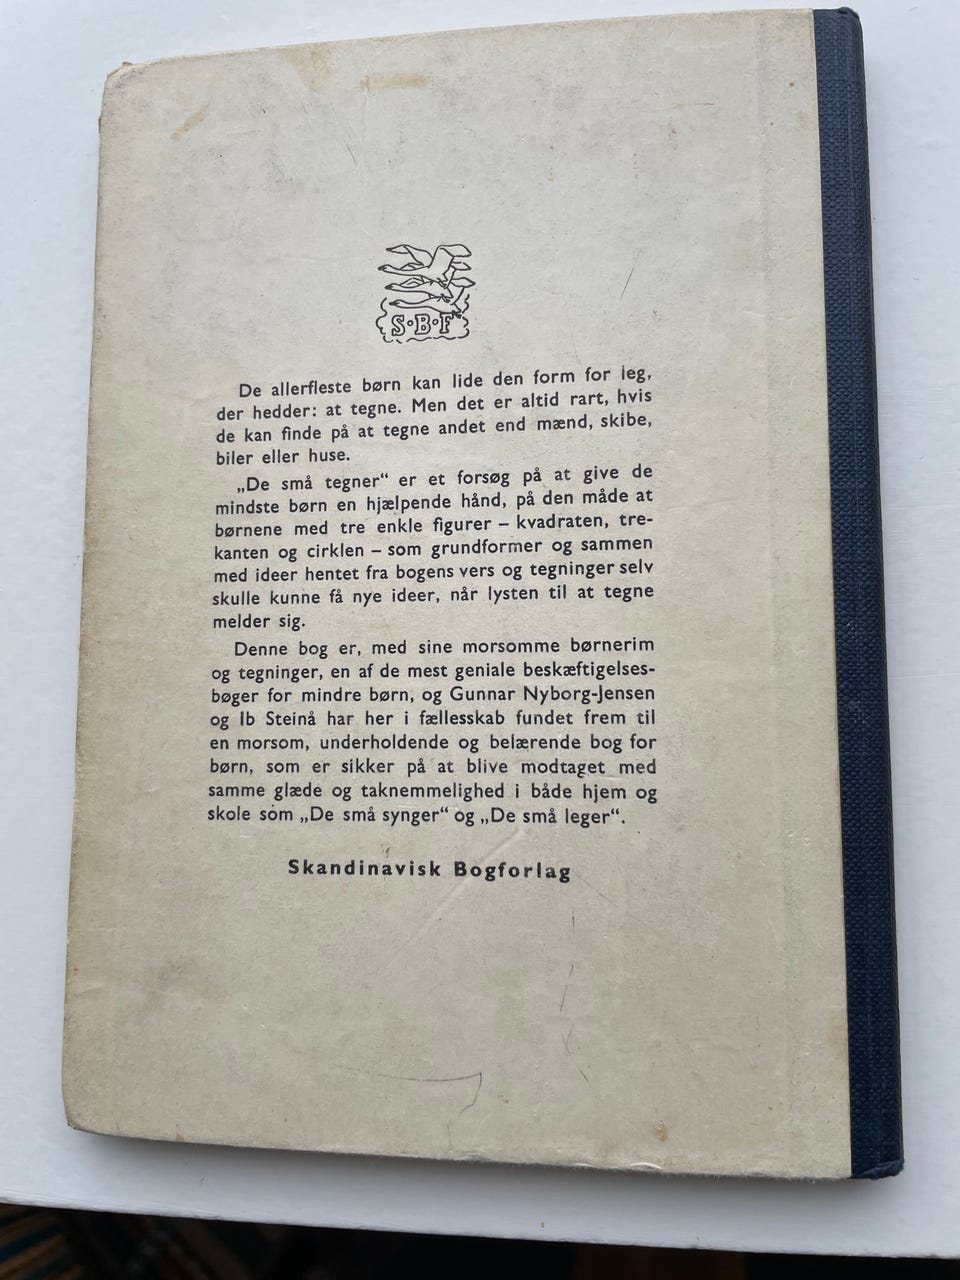 S·B·F
De allerfleste børn kan lide den form for leg,
der hedder: at tegne. Men det er altid rart, hvis
de kan finde på at tegne andet end mænd, skibe,
biler eller huse.
„De små tegner“ er et forsøg på at give de
mindste børn en hjælpende hånd, på den måde at
børnene med tre enkle figurer – kvadraten, tre-
kanten og cirklen – som grundformer og sammen
med ideer hentet fra bogens vers og tegninger selv
skulle kunne få nye ideer, når lysten til at tegne
melder sig.
Denne bog er, med sine morsomme børnerim
og tegninger, en af de mest geniale beskæftigelses-
bøger for mindre børn, og Gunnar Nyborg-Jensen
og Ib Steinå har her i fællesskab fundet frem til
en morsom, underholdende og belærende bog for
børn, som er sikker på at blive modtaget med
samme glæde og taknemmelighed i både hjem og
skole som „De små synger“ og „De små leger“.
Skandinavisk Bogforlag